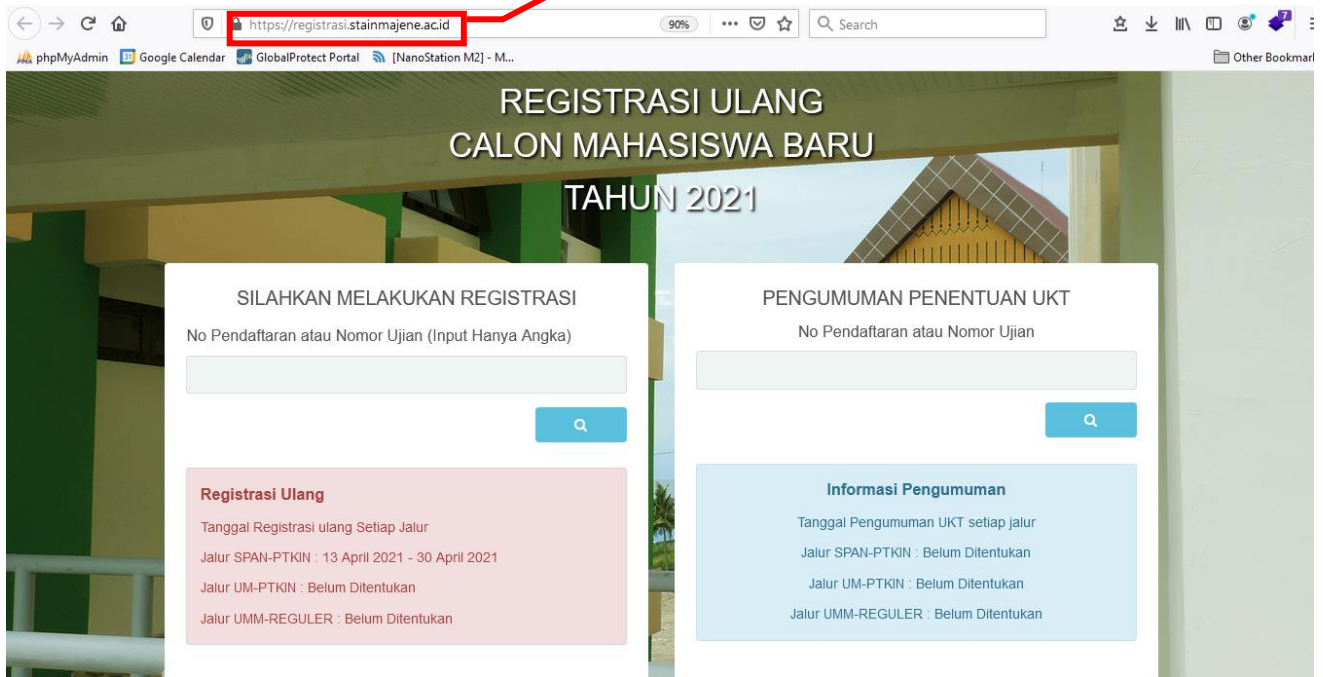 https://registrasi.stainmajene.ac.id
90%
Search
7
phpMyAdmin
31
Google Calendar
GlobalProtect Portal
[NanoStation M2] - M...
Other Bookmar
REGISTRASI ULANG
CALON MAHASISWA BARU
TAHUN 2021
SILAHKAN MELAKUKAN REGISTRASI
No Pendaftaran atau Nomor Ujian (Input Hanya Angka)
Registrasi Ulang
Tanggal Registrasi ulang Setiap Jalur
Jalur SPAN-PTKIN : 13 April 2021 - 30 April 2021
Jalur UM-PTKIN : Belum Ditentukan
Jalur UMM-REGULER : Belum Ditentukan
PENGUMUMAN PENENTUAN UKT
No Pendaftaran atau Nomor Ujian
Informasi Pengumuman
Tanggal Pengumuman UKT setiap jalur
Jalur SPAN-PTKIN : Belum Ditentukan
Jalur UM-PTKIN : Belum Ditentukan
Jalur UMM-REGULER : Belum Ditentukan